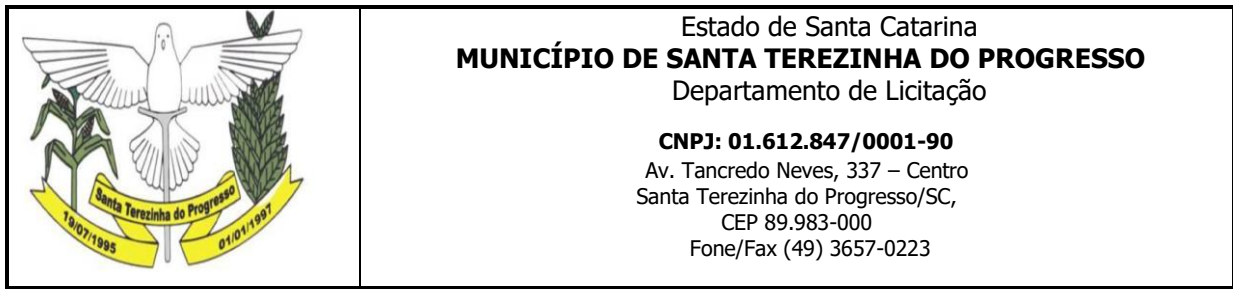 Santa Terezinha do Progresso
19/07/1995
01/01/1997
Estado de Santa Catarina
MUNICÍPIO DE SANTA TEREZINHA DO PROGRESSO
Departamento de Licitação
CNPJ: 01.612.847/0001-90
Av. Tancredo Neves, 337 – Centro
Santa Terezinha do Progresso/SC,
CEP 89.983-000
Fone/Fax (49) 3657-0223